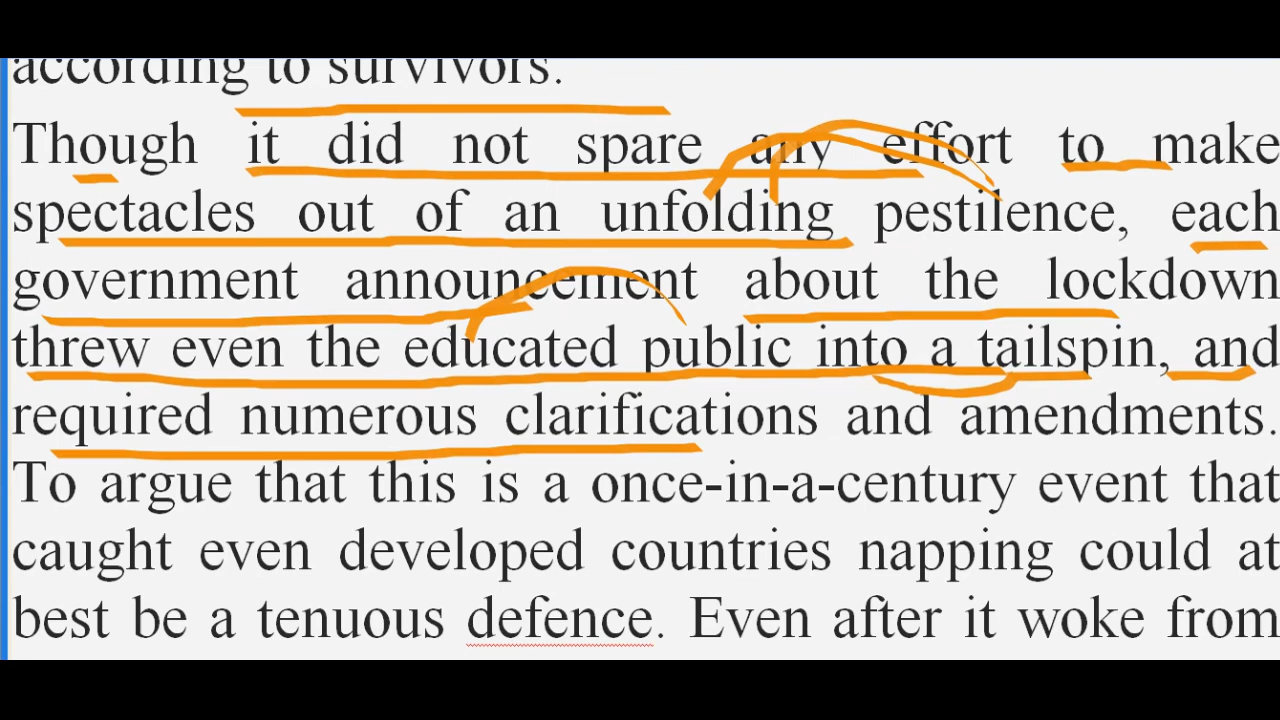 according to survivors.
Though it did not spare any effort to make
spectacles out of an unfolding pestilence, each
government announcement about the lockdown
threw even the educated public into a tailspin, and
required numerous clarifications and amendments.
To argue that this is a once-in-a-century event that
caught even developed countries napping could at
best be a tenuous defence. Even after it woke from